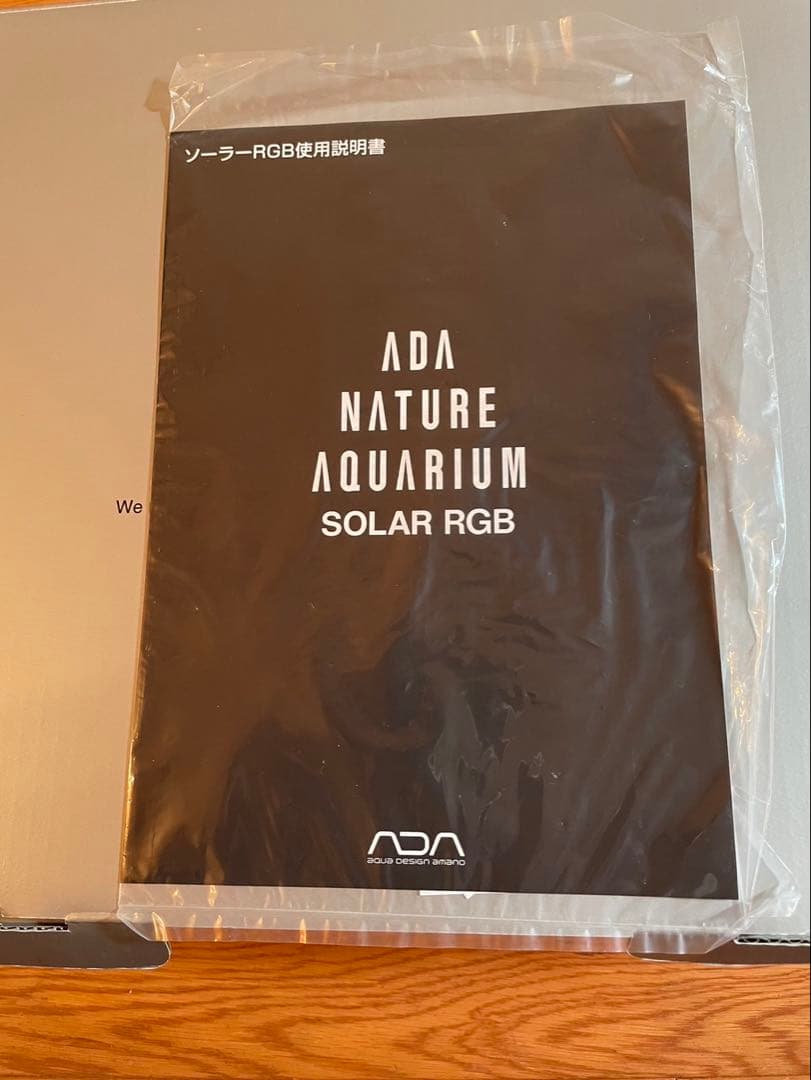 ソーラーRGB使用説明書
ADA
NATURE
AQUARIUM
SOLAR RGB
We
ADA
aqua design amano